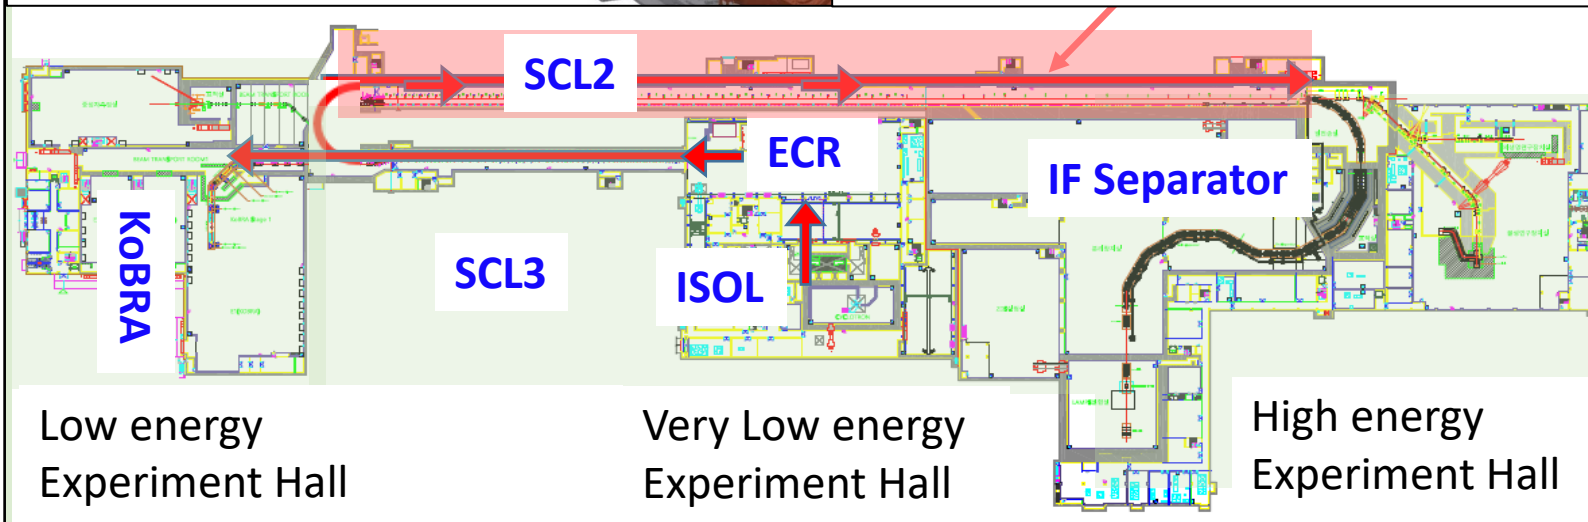 SCL2
ECR
IF Separator
KoBRA
SCL3
ISOL
Low energy
Experiment Hall
Very Low energy
Experiment Hall
High energy
Experiment Hall